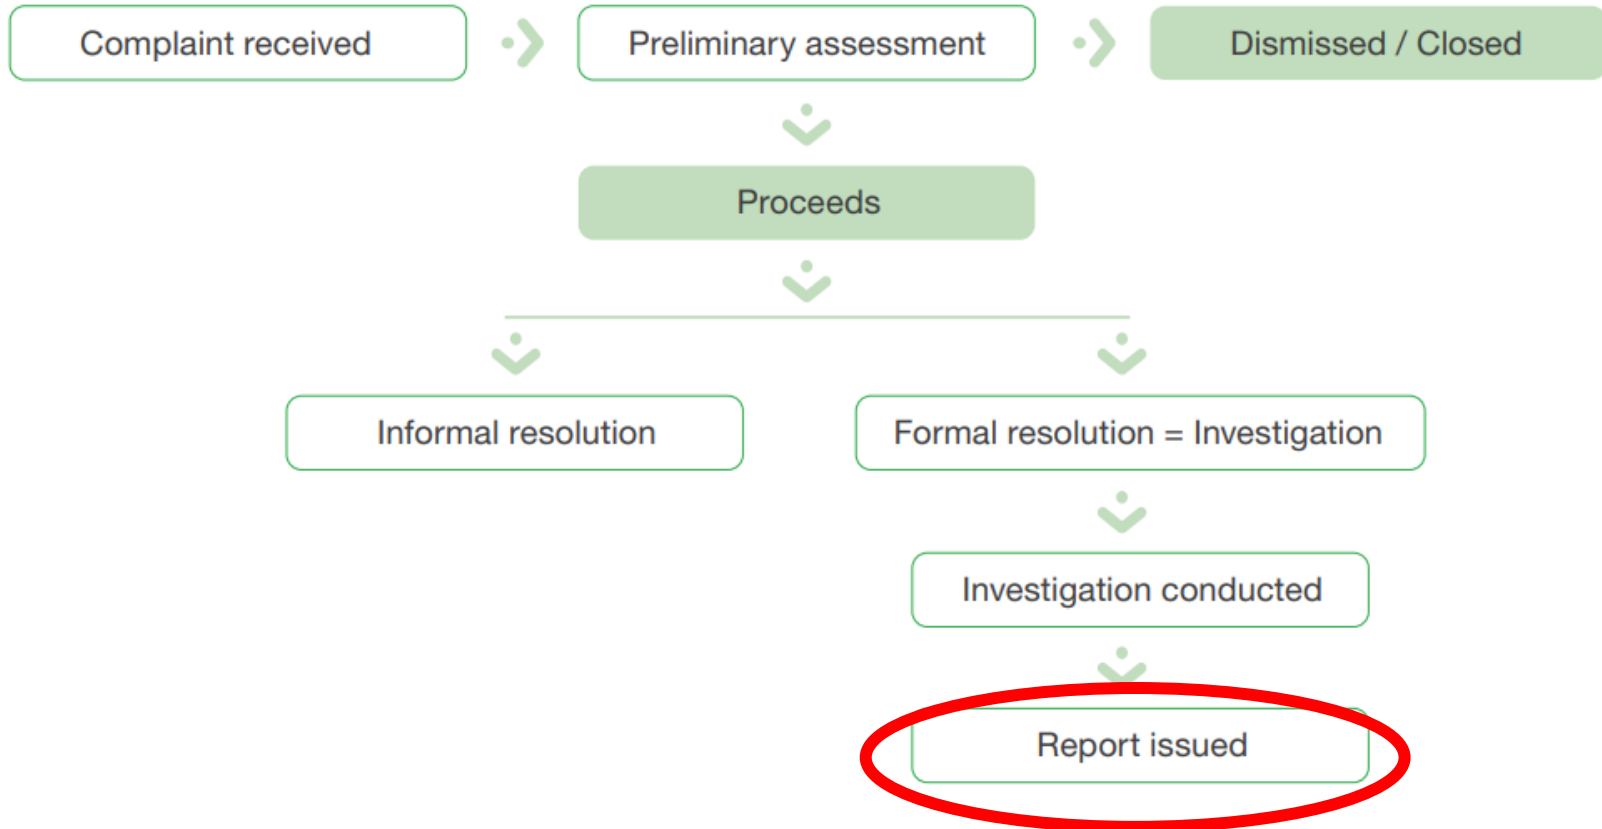 Complaint received
Preliminary assessment
Dismissed / Closed
Proceeds
Informal resolution
Formal resolution = Investigation
Investigation conducted
Report issued